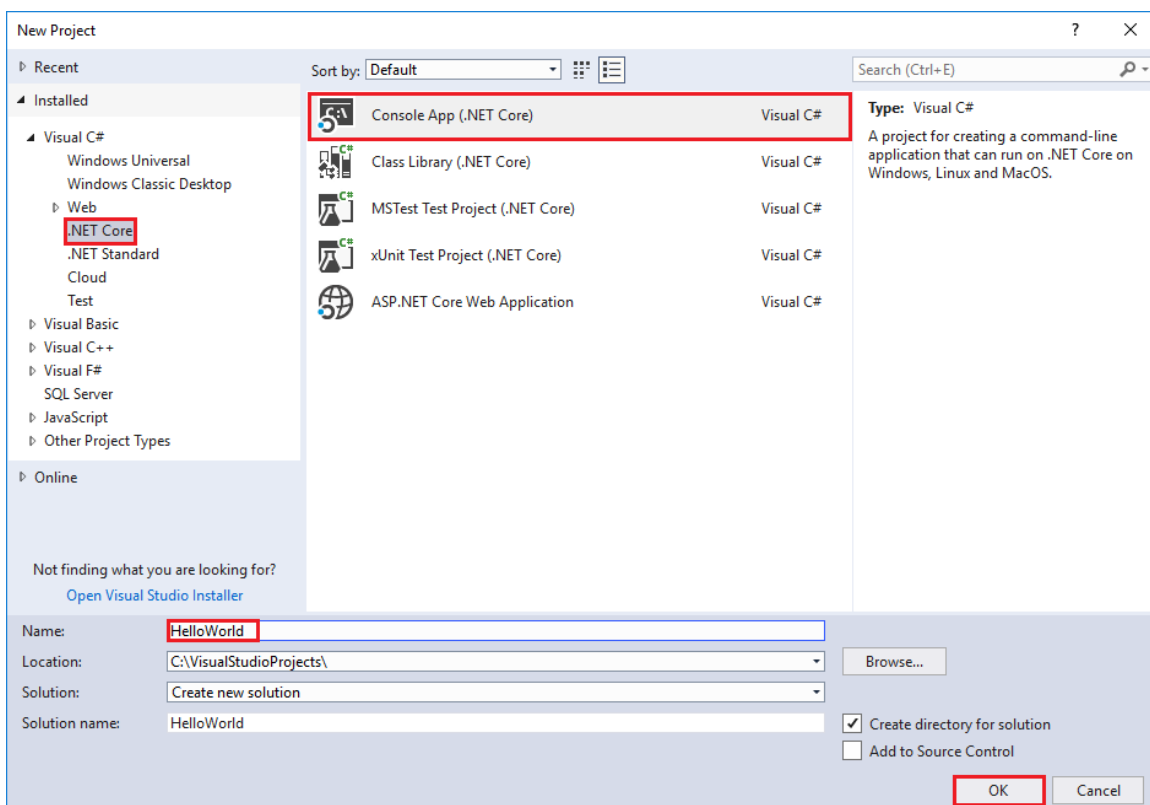 New Project
?
Recent
Installed
Visual C#
Windows Universal
Windows Classic Desktop
Web
.NET Core
.NET Standard
Cloud
Test
Visual Basic
Visual C++
Visual F#
SQL Server
JavaScript
Other Project Types
Online
Not finding what you are looking for?
Open Visual Studio Installer
Sort by: Default
C:\
Console App (.NET Core) Visual C#
C#
Class Library (.NET Core) Visual C#
C#
MSTest Test Project (.NET Core) Visual C#
C#
xUnit Test Project (.NET Core) Visual C#
ASP.NET Core Web Application Visual C#
Search (Ctrl+E)
Type: Visual C#
A project for creating a command-line
application that can run on .NET Core on
Windows, Linux and MacOS.
Name: HelloWorld
Location: C:\VisualStudioProjects\ Browse...
Solution: Create new solution
Solution name: HelloWorld
Create directory for solution
Add to Source Control
OK Cancel